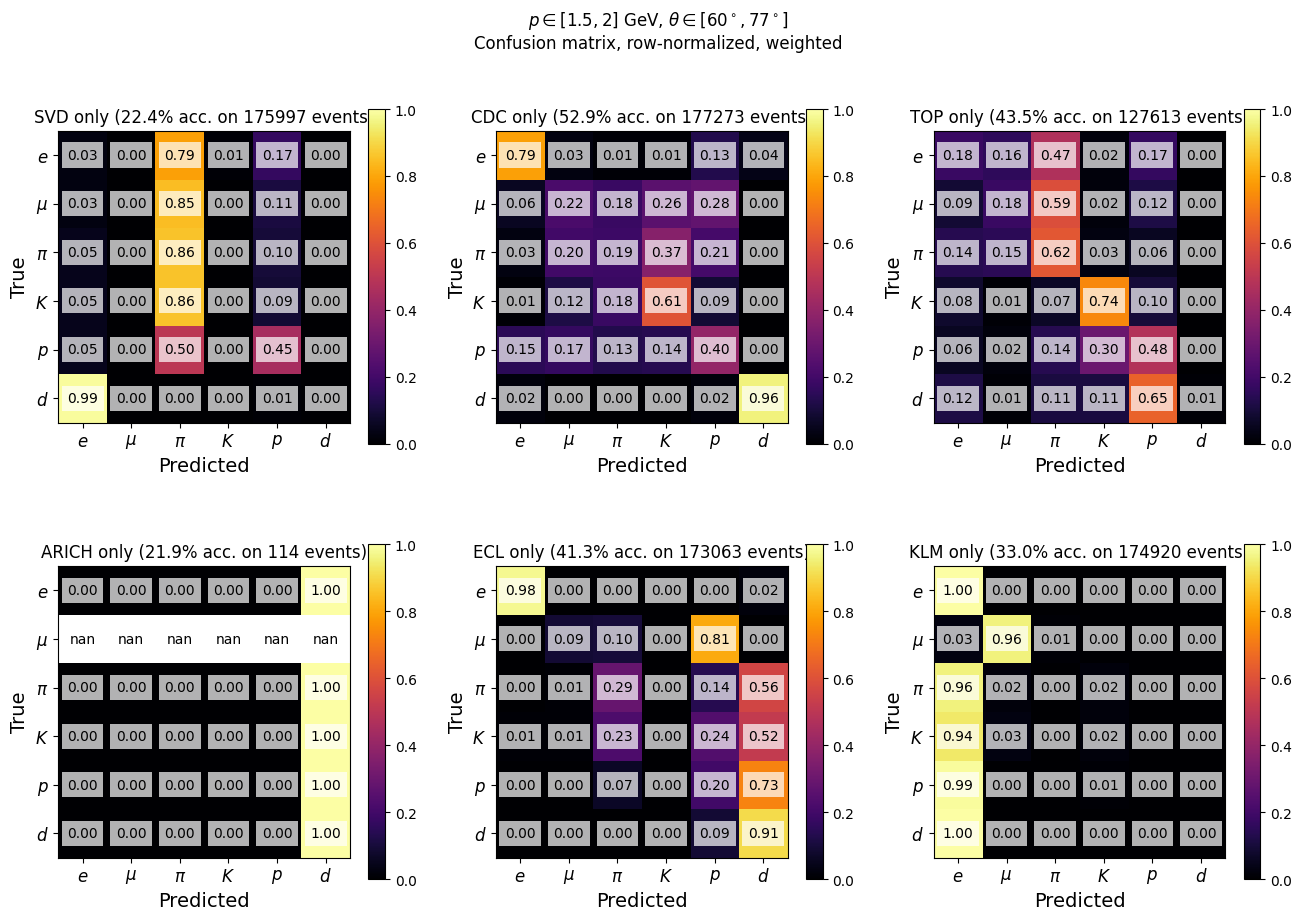 p ∈ [1.5, 2] GeV, θ ∈ [60°, 77°]
Confusion matrix, row-normalized, weighted
SVD only (22.4% acc. on 175997 events
True
e 0.03 0.00 0.79 0.01 0.17 0.00
μ 0.03 0.00 0.85 0.00 0.11 0.00
π 0.05 0.00 0.86 0.00 0.10 0.00
K 0.05 0.00 0.86 0.00 0.09 0.00
p 0.05 0.00 0.50 0.00 0.45 0.00
d 0.99 0.00 0.00 0.00 0.01 0.00
e μ π K p d
Predicted
1.0
0.8
0.6
0.4
0.2
0.0
CDC only (52.9% acc. on 177273 events
True
e 0.79 0.03 0.01 0.01 0.13 0.04
μ 0.06 0.22 0.18 0.26 0.28 0.00
π 0.03 0.20 0.19 0.37 0.21 0.00
K 0.01 0.12 0.18 0.61 0.09 0.00
p 0.15 0.17 0.13 0.14 0.40 0.00
d 0.02 0.00 0.00 0.00 0.02 0.96
e μ π K p d
Predicted
1.0
0.8
0.6
0.4
0.2
0.0
TOP only (43.5% acc. on 127613 events
True
e 0.18 0.16 0.47 0.02 0.17 0.00
μ 0.09 0.18 0.59 0.02 0.12 0.00
π 0.14 0.15 0.62 0.03 0.06 0.00
K 0.08 0.01 0.07 0.74 0.10 0.00
p 0.06 0.02 0.14 0.30 0.48 0.00
d 0.12 0.01 0.11 0.11 0.65 0.01
e μ π K p d
Predicted
1.0
0.8
0.6
0.4
0.2
0.0
ARICH only (21.9% acc. on 114 events)
True
e 0.00 0.00 0.00 0.00 0.00 1.00
μ nan nan nan nan nan nan
π 0.00 0.00 0.00 0.00 0.00 1.00
K 0.00 0.00 0.00 0.00 0.00 1.00
p 0.00 0.00 0.00 0.00 0.00 1.00
d 0.00 0.00 0.00 0.00 0.00 1.00
e μ π K p d
Predicted
1.0
0.8
0.6
0.4
0.2
0.0
ECL only (41.3% acc. on 173063 events
True
e 0.98 0.00 0.00 0.00 0.00 0.02
μ 0.00 0.09 0.10 0.00 0.81 0.00
π 0.00 0.01 0.29 0.00 0.14 0.56
K 0.01 0.01 0.23 0.00 0.24 0.52
p 0.00 0.00 0.07 0.00 0.20 0.73
d 0.00 0.00 0.00 0.00 0.09 0.91
e μ π K p d
Predicted
1.0
0.8
0.6
0.4
0.2
0.0
KLM only (33.0% acc. on 174920 events
True
e 1.00 0.00 0.00 0.00 0.00 0.00
μ 0.03 0.96 0.01 0.00 0.00 0.00
π 0.96 0.02 0.00 0.02 0.00 0.00
K 0.94 0.03 0.00 0.02 0.00 0.00
p 0.99 0.00 0.00 0.01 0.00 0.00
d 1.00 0.00 0.00 0.00 0.00 0.00
e μ π K p d
Predicted
1.0
0.8
0.6
0.4
0.2
0.0